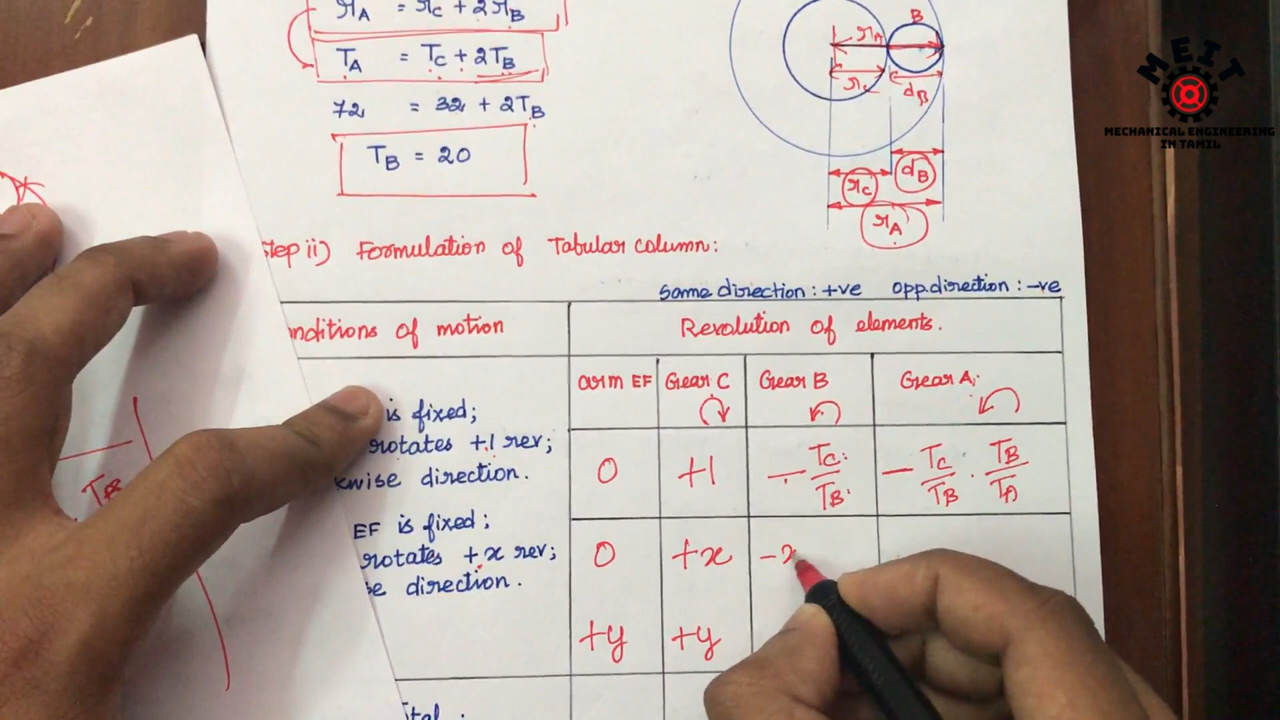 rA = rC + 2rB
TA = TC + 2TB
72 = 32 + 2TB
TB = 20
B
rA
rC
dB
rC
dB
rA
MEIT
MECHANICAL ENGINEERING
IN TAMIL
Step ii) Formulation of Tabular column:
Same direction : +ve opp.direction : -ve
nditions of motion
Revolution of elements.
arm EF Gear C Gear B Gear A
is fixed;
rotates +1 rev;
kwise direction.
0 +1 - TC/TB - TC/TB . TB/TA
EF is fixed;
rotates +x rev;
se direction.
0 +x -x
+y +y
TB